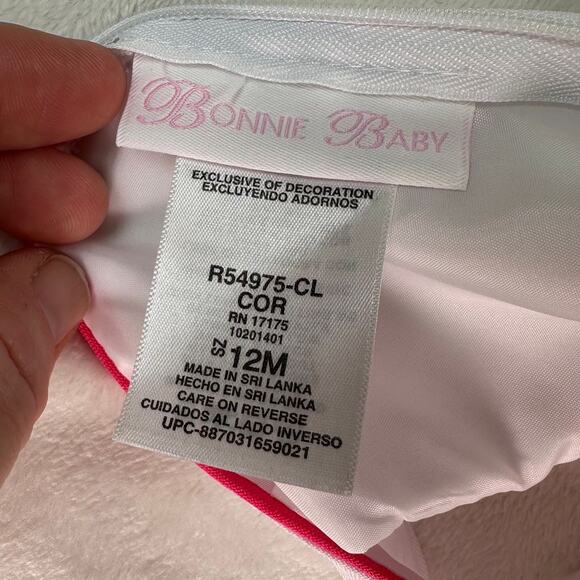 BONNIE BABY
EXCLUSIVE OF DECORATION
EXCLUYENDO ADORNOS
R54975-CL
COR
RN 17175
10201401
SZ 12M
MADE IN SRI LANKA
HECHO EN SRI LANKA
CARE ON REVERSE
CUIDADOS AL LADO INVERSO
UPC-887031659021